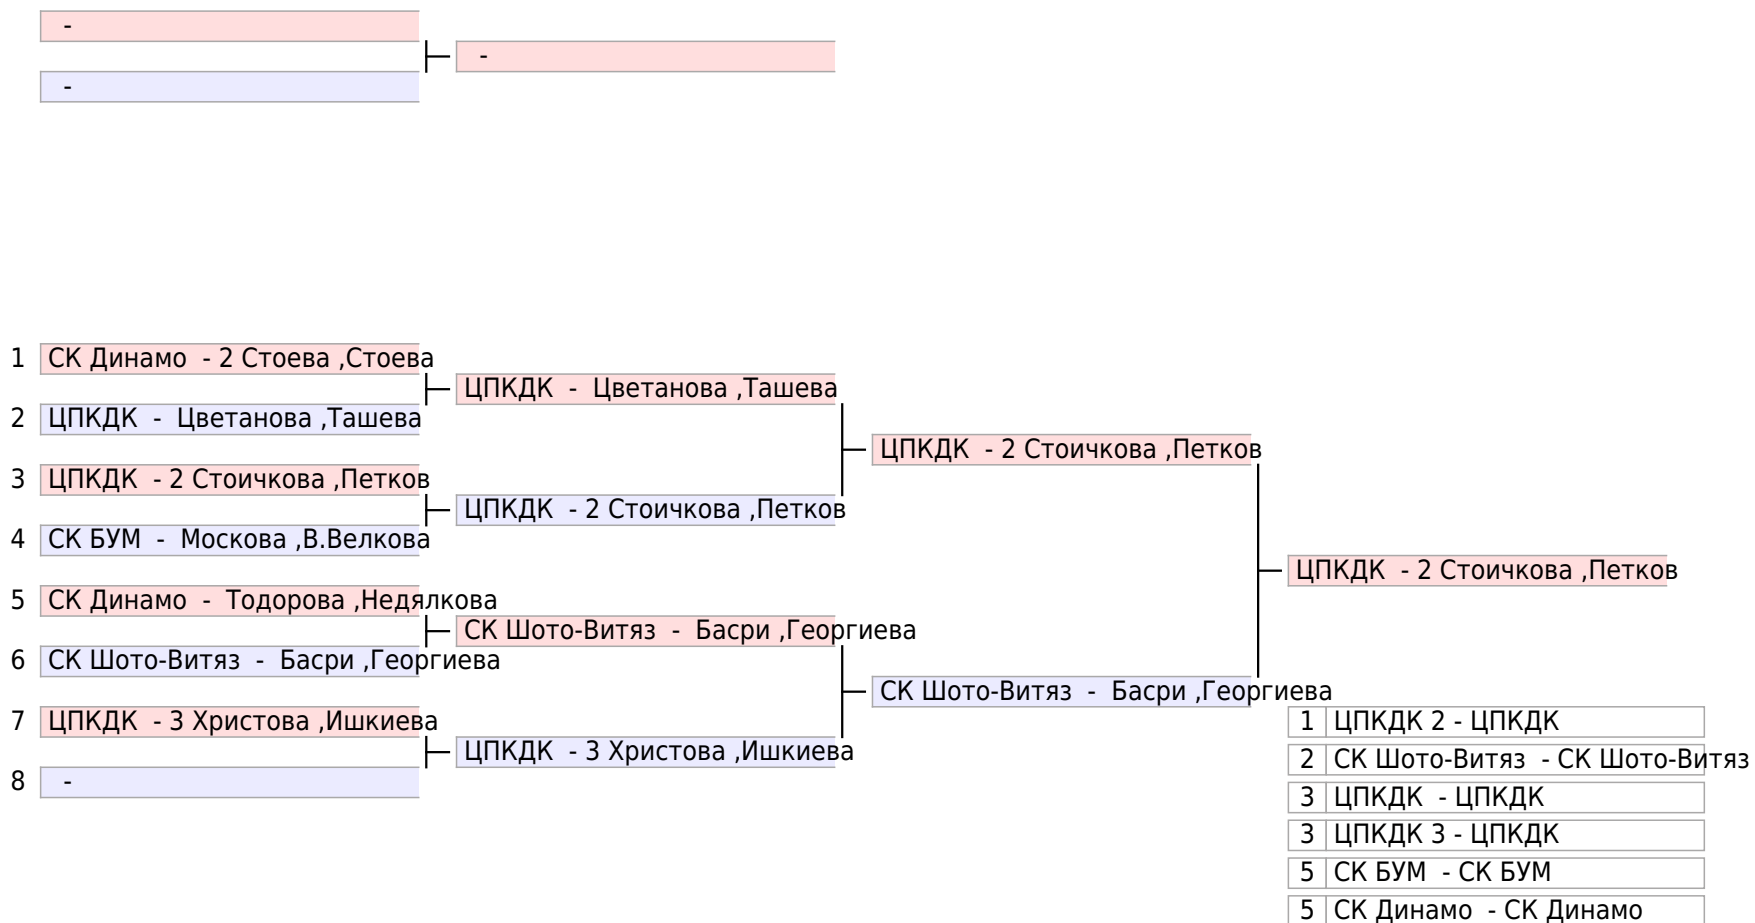 -
-
-
1 СК Динамо - 2 Стоева ,Стоева
ЦПКДК - Цветанова ,Ташева
2 ЦПКДК - Цветанова ,Ташева
ЦПКДК - 2 Стоичкова ,Петков
3 ЦПКДК - 2 Стоичкова ,Петков
ЦПКДК - 2 Стоичкова ,Петков
4 СК БУМ - Москова ,В.Велкова
ЦПКДК - 2 Стоичкова ,Петков
5 СК Динамо - Тодорова ,Недялкова
СК Шото-Витяз - Басри ,Георгиева
6 СК Шото-Витяз - Басри ,Георгиева
СК Шото-Витяз - Басри ,Георгиева
7 ЦПКДК - 3 Христова ,Ишкиева
ЦПКДК - 3 Христова ,Ишкиева
8 -
1 ЦПКДК 2 - ЦПКДК
2 СК Шото-Витяз - СК Шото-Витяз
3 ЦПКДК - ЦПКДК
3 ЦПКДК 3 - ЦПКДК
5 СК БУМ - СК БУМ
5 СК Динамо - СК Динамо